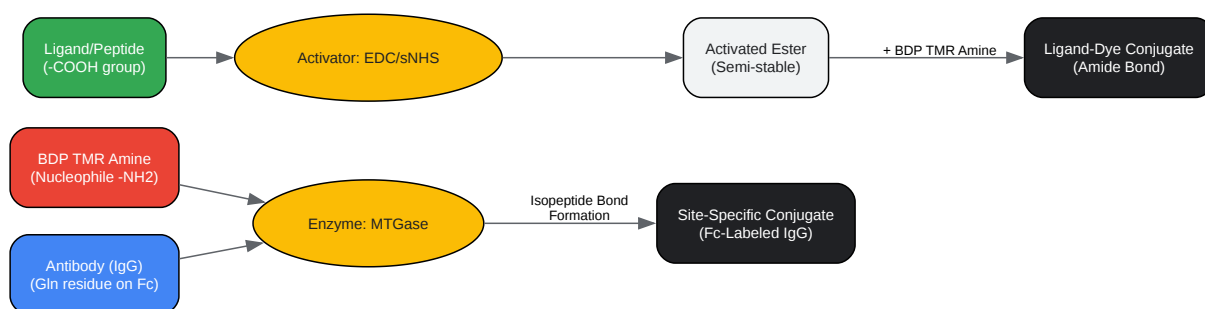 Ligand/Peptide
(-COOH group)
Activator: EDC/sNHS
Activated Ester
(Semi-stable)
+ BDP TMR Amine
Ligand-Dye Conjugate
(Amide Bond)
BDP TMR Amine
(Nucleophile -NH2)
Antibody (IgG)
(Gln residue on Fc)
Enzyme: MTGase
Isopeptide Bond
Formation
Site-Specific Conjugate
(Fc-Labeled IgG)